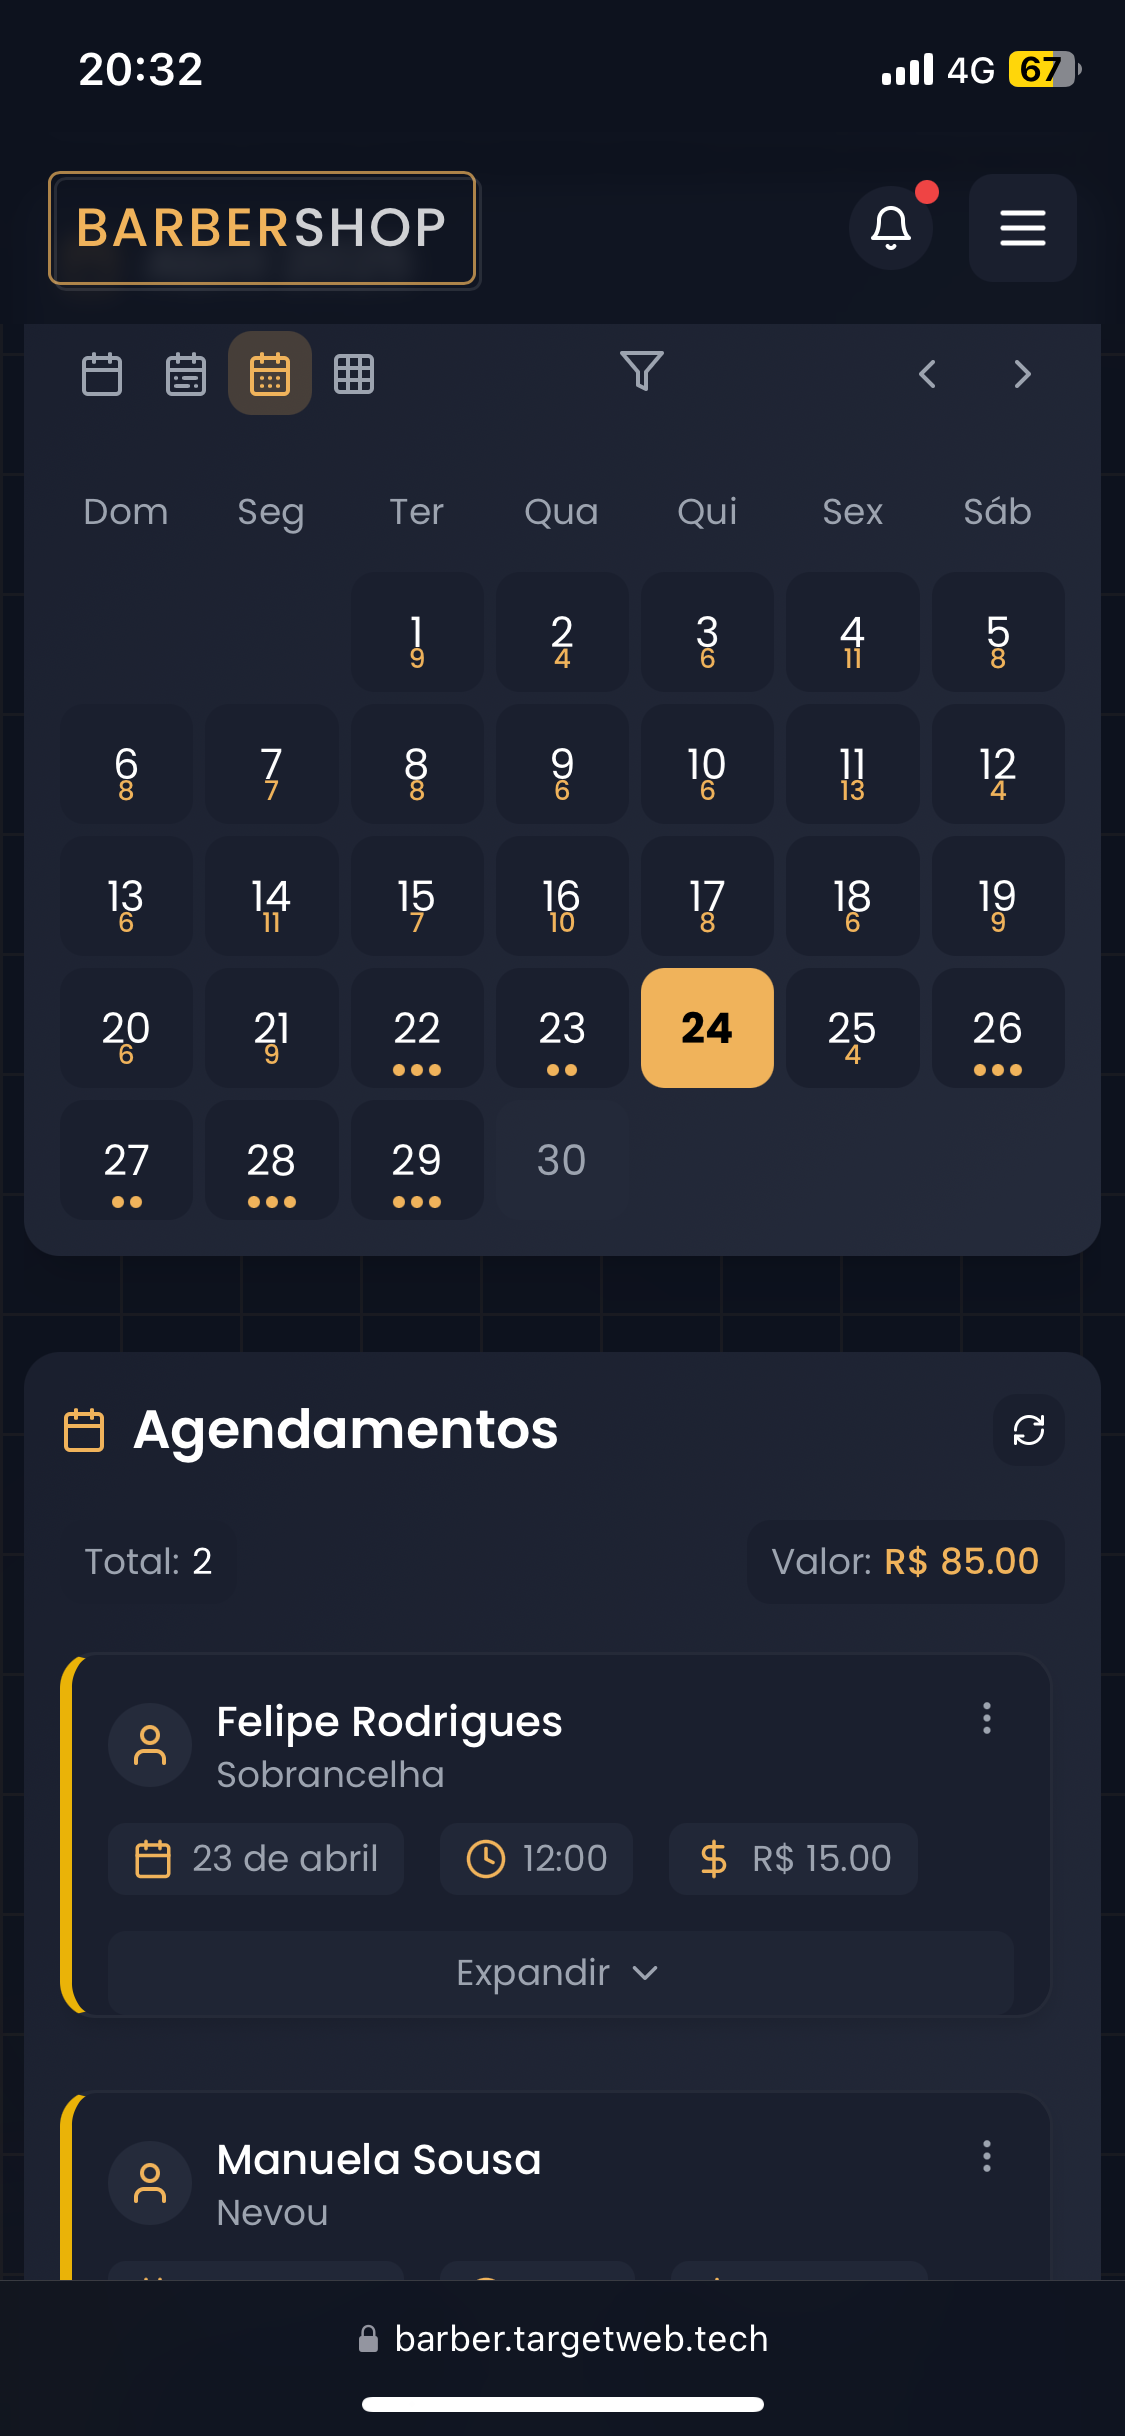 20:32 4G 67
BARBERSHOP
Dom Seg Ter Qua Qui Sex Sáb
1 2 3 4 5
9 4 6 11 8
6 7 8 9 10 11 12
8 7 8 6 6 13 4
13 14 15 16 17 18 19
6 11 7 10 8 6 9
20 21 22 23 24 25 26
6 9 4
27 28 29 30
Agendamentos
Total: 2 Valor: R$ 85.00
Felipe Rodrigues
Sobrancelha
23 de abril 12:00 R$ 15.00
Expandir
Manuela Sousa
Nevou
barber.targetweb.tech